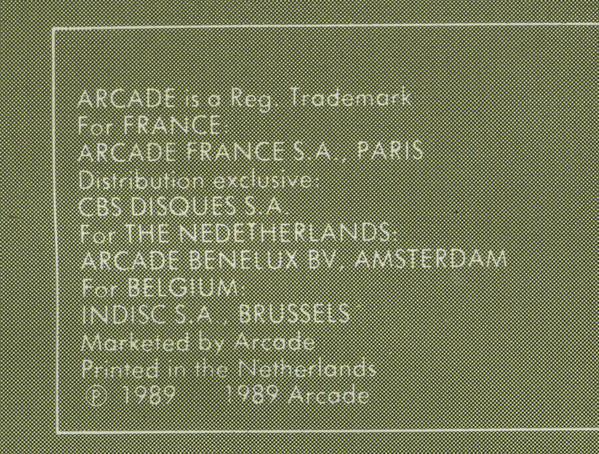 ARCADE is a Reg. Trademark
For FRANCE:
ARCADE FRANCE S.A., PARIS
Distribution exclusive:
CBS DISQUES S.A.
For THE NEDETHERLANDS:
ARCADE BENELUX BV, AMSTERDAM
For BELGIUM:
INDISC S.A., BRUSSELS
Marketed by Arcade
Printed in the Netherlands
℗ 1989 1989 Arcade